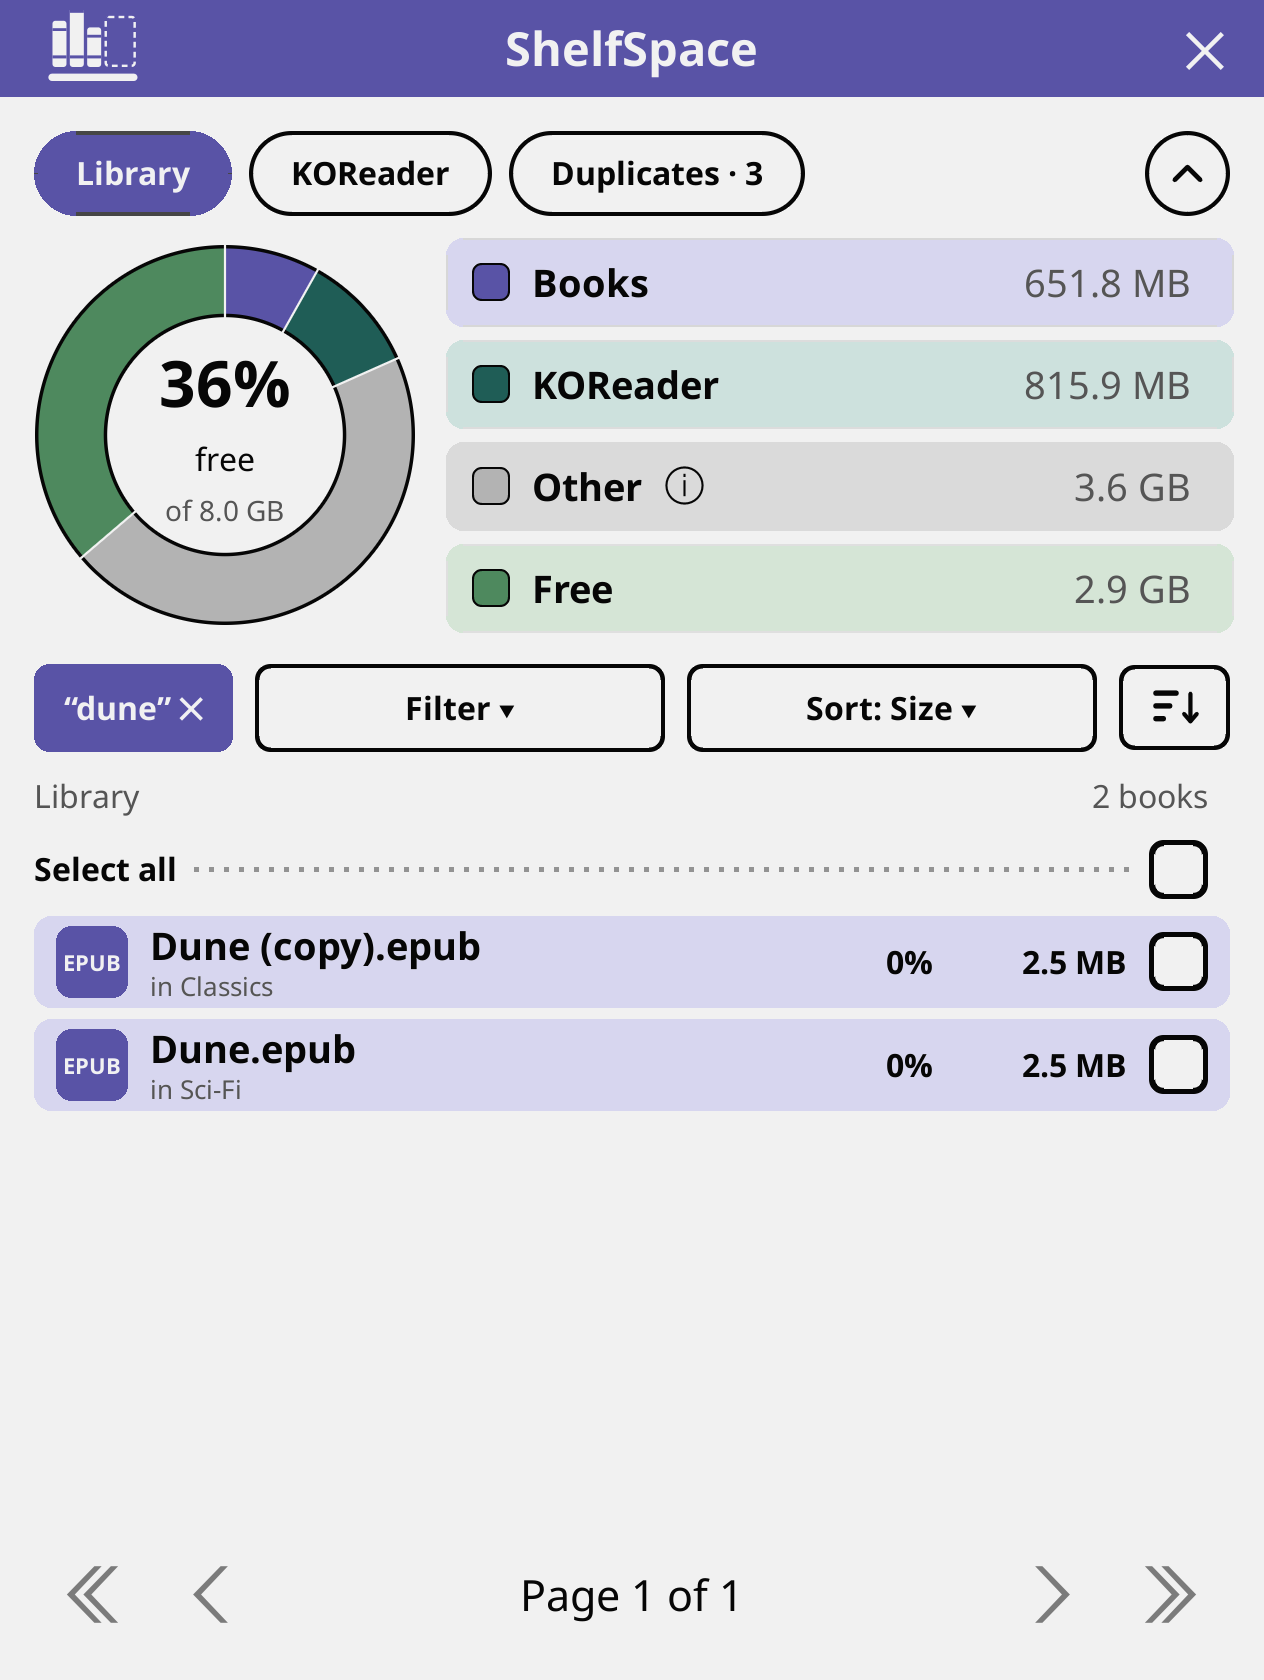 ShelfSpace
Library
KOReader
Duplicates · 3
36%
free
of 8.0 GB
Books 651.8 MB
KOReader 815.9 MB
Other ⓘ 3.6 GB
Free 2.9 GB
“dune” ×
Filter ▾
Sort: Size ▾
Library 2 books
Select all
EPUB Dune (copy).epub 0% 2.5 MB
in Classics
EPUB Dune.epub 0% 2.5 MB
in Sci-Fi
Page 1 of 1